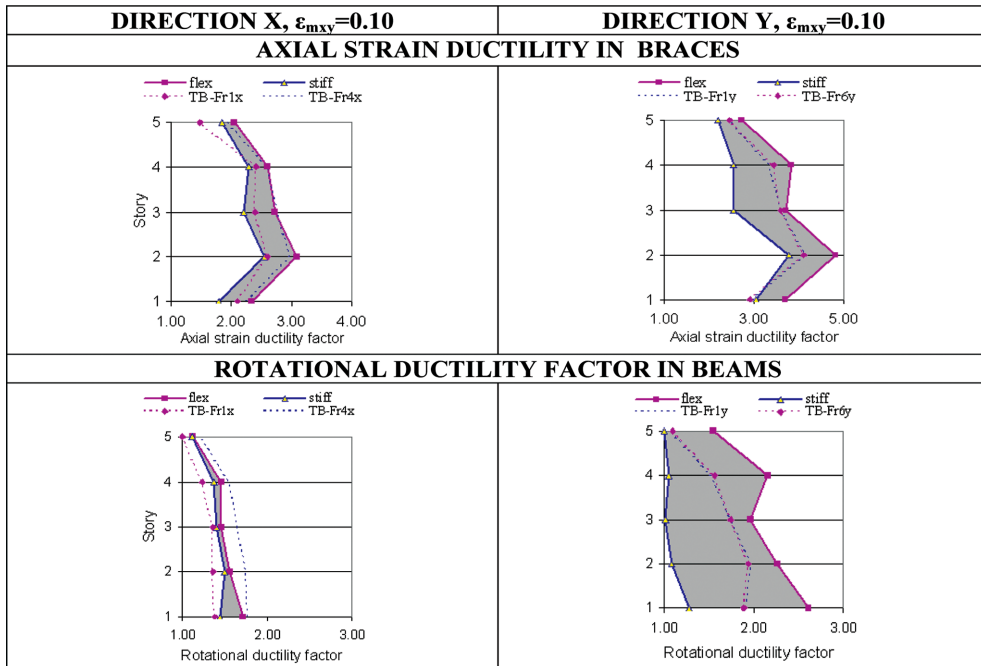 DIRECTION X, εmxy=0.10
DIRECTION Y, εmxy=0.10
AXIAL STRAIN DUCTILITY IN BRACES
flex stiff
TB-Fr1x TB-Fr4x
5
4
3
2
1
Story
1.00 2.00 3.00 4.00
Axial strain ductility factor
flex stiff
TB-Fr1y TB-Fr6y
5
4
3
2
1
1.00 3.00 5.00
Axial strain ductility factor
ROTATIONAL DUCTILITY FACTOR IN BEAMS
flex stiff
TB-Fr1x TB-Fr4x
5
4
3
2
1
Story
1.00 2.00 3.00
Rotational ductility factor
flex stiff
TB-Fr1y TB-Fr6y
5
4
3
2
1
1.00 2.00 3.00
Rotational ductility factor